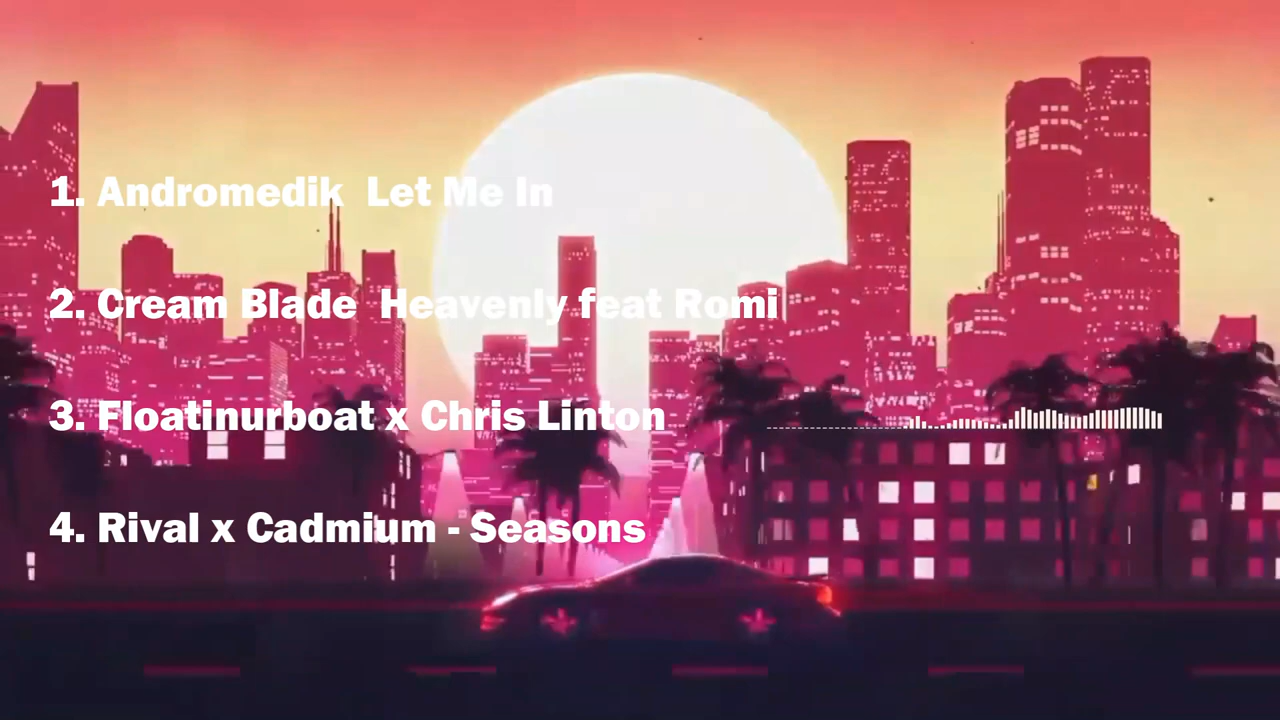 1. Andromedik  Let Me In
2. Cream Blade  Heavenly feat Romi
3. Floatinurboat x Chris Linton
4. Rival x Cadmium - Seasons